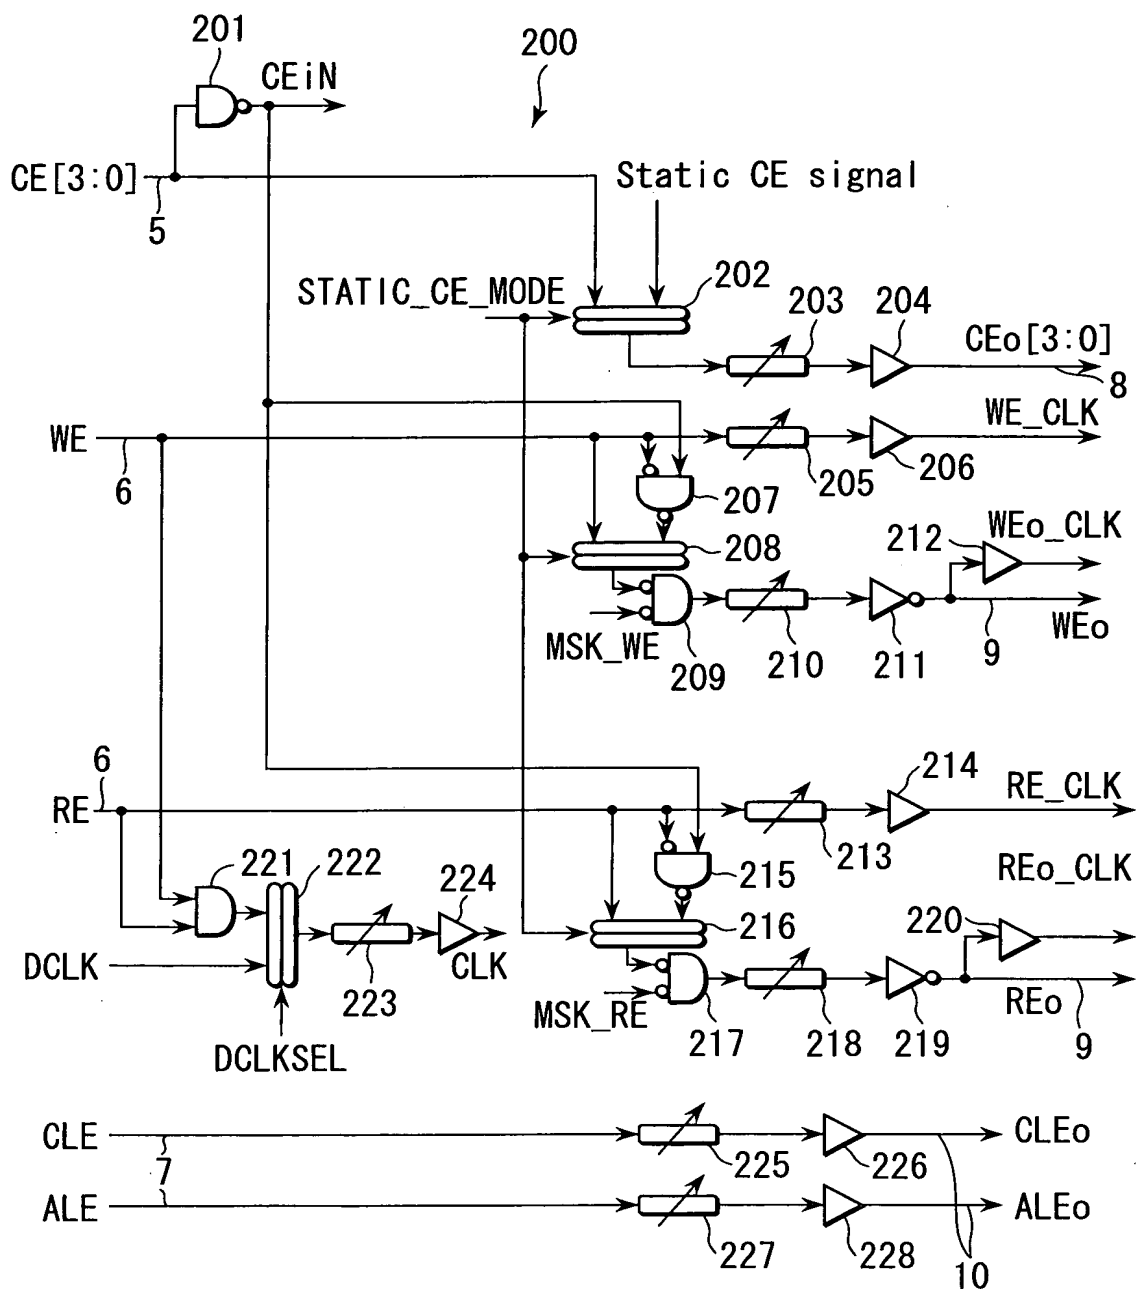 201
200
CEiN
CE[3:0]
5
Static CE signal
202
STATIC_CE_MODE
203
204
CEo[3:0]
8
WE
6
WE_CLK
205
206
207
208
212
WEo_CLK
MSK_WE
209
210
211
9
WEo
6
RE
214
RE_CLK
213
221
222
224
215
REo_CLK
216
220
DCLK
223
CLK
MSK_RE
217
218
219
REo
9
DCLKSEL
CLE
7
225
226
CLEo
ALE
227
228
ALEo
10